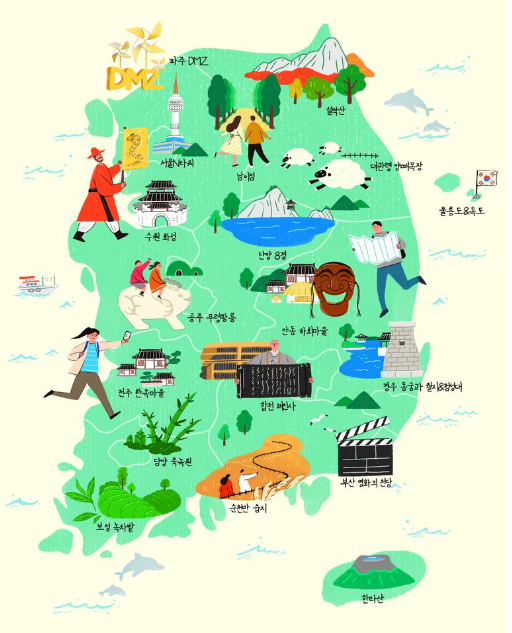 DMZ
파주 DMZ
설악산
서울N타워
남이섬
대관령 양떼목장
울릉도&독도
수원 화성
단양 8경
공주 무령왕릉
안동 하회마을
전주 한옥마을
합천 해인사
경주 동궁과 월지&첨성대
담양 죽녹원
부산 영화의 전당
순천만 습지
보성 녹차밭
한라산